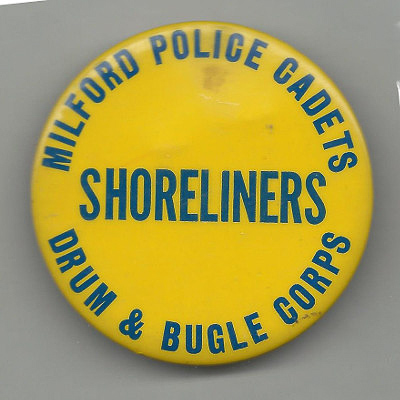 MILFORD POLICE CADETS
SHORELINERS
DRUM & BUGLE CORPS